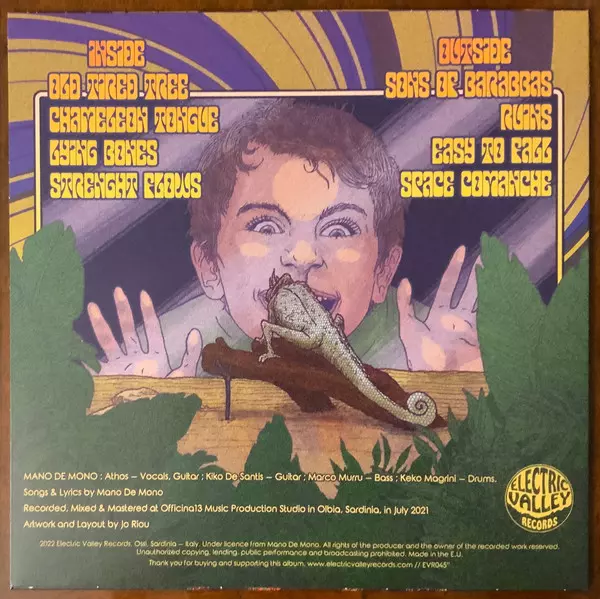 INSIDE
OLD TIRED TREE
CHAMELEON TONGUE
LYING BONES
STRENGHT FLOWS
OUTSIDE
SONS OF BARABBAS
RUINS
EASY TO FALL
SPACE COMANCHE
MANO DE MONO : Athos – Vocals, Guitar ; Kiko De Santis – Guitar ; Marco Murru – Bass ; Keko Magrini – Drums.
Songs & Lyrics by Mano De Mono
Recorded, Mixed & Mastered at Officina13 Music Production Studio in Olbia, Sardinia, in July 2021
Artwork and Layout by Jo Riou
ELECTRIC
VALLEY
RECORDS
2022 Electric Valley Records. Osil, Sardinia – Italy. Under licence from Mano De Mono. All rights of the producer and the owner of the recorded work reserved.
Unauthorized copying, lending, public performance and broadcasting prohibited. Made in the E.U.
Thank you for buying and supporting this album. www.electricvalleyrecords.com // EVR045"